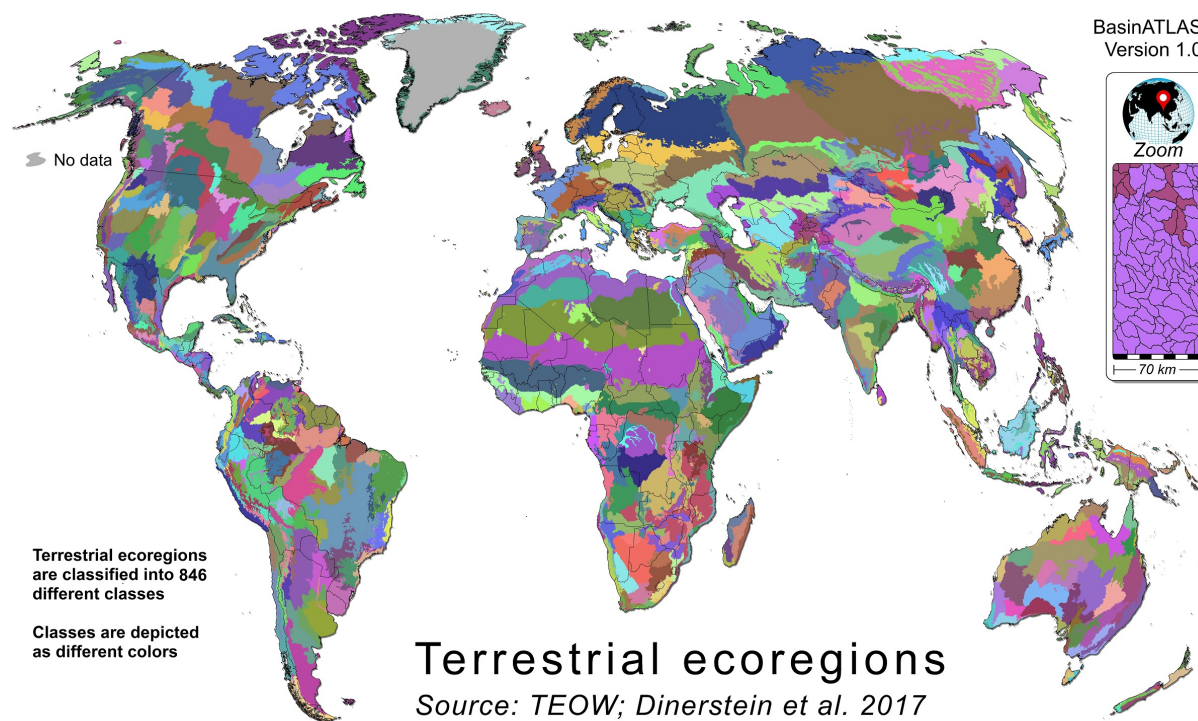 BasinATLAS
Version 1.0
Zoom
70 km
No data
Terrestrial ecoregions
are classified into 846
different classes
Classes are depicted
as different colors
Terrestrial ecoregions
Source: TEOW; Dinerstein et al. 2017